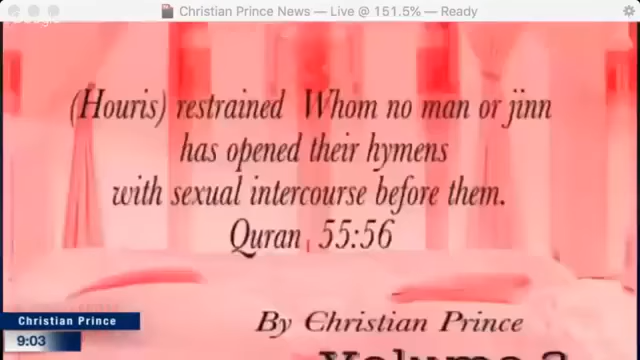 Christian Prince News — Live @ 151.5% — Ready
(Houris) restrained Whom no man or jinn
has opened their hymens
with sexual intercourse before them.
Quran 55:56
By Christian Prince
Christian Prince
9:03